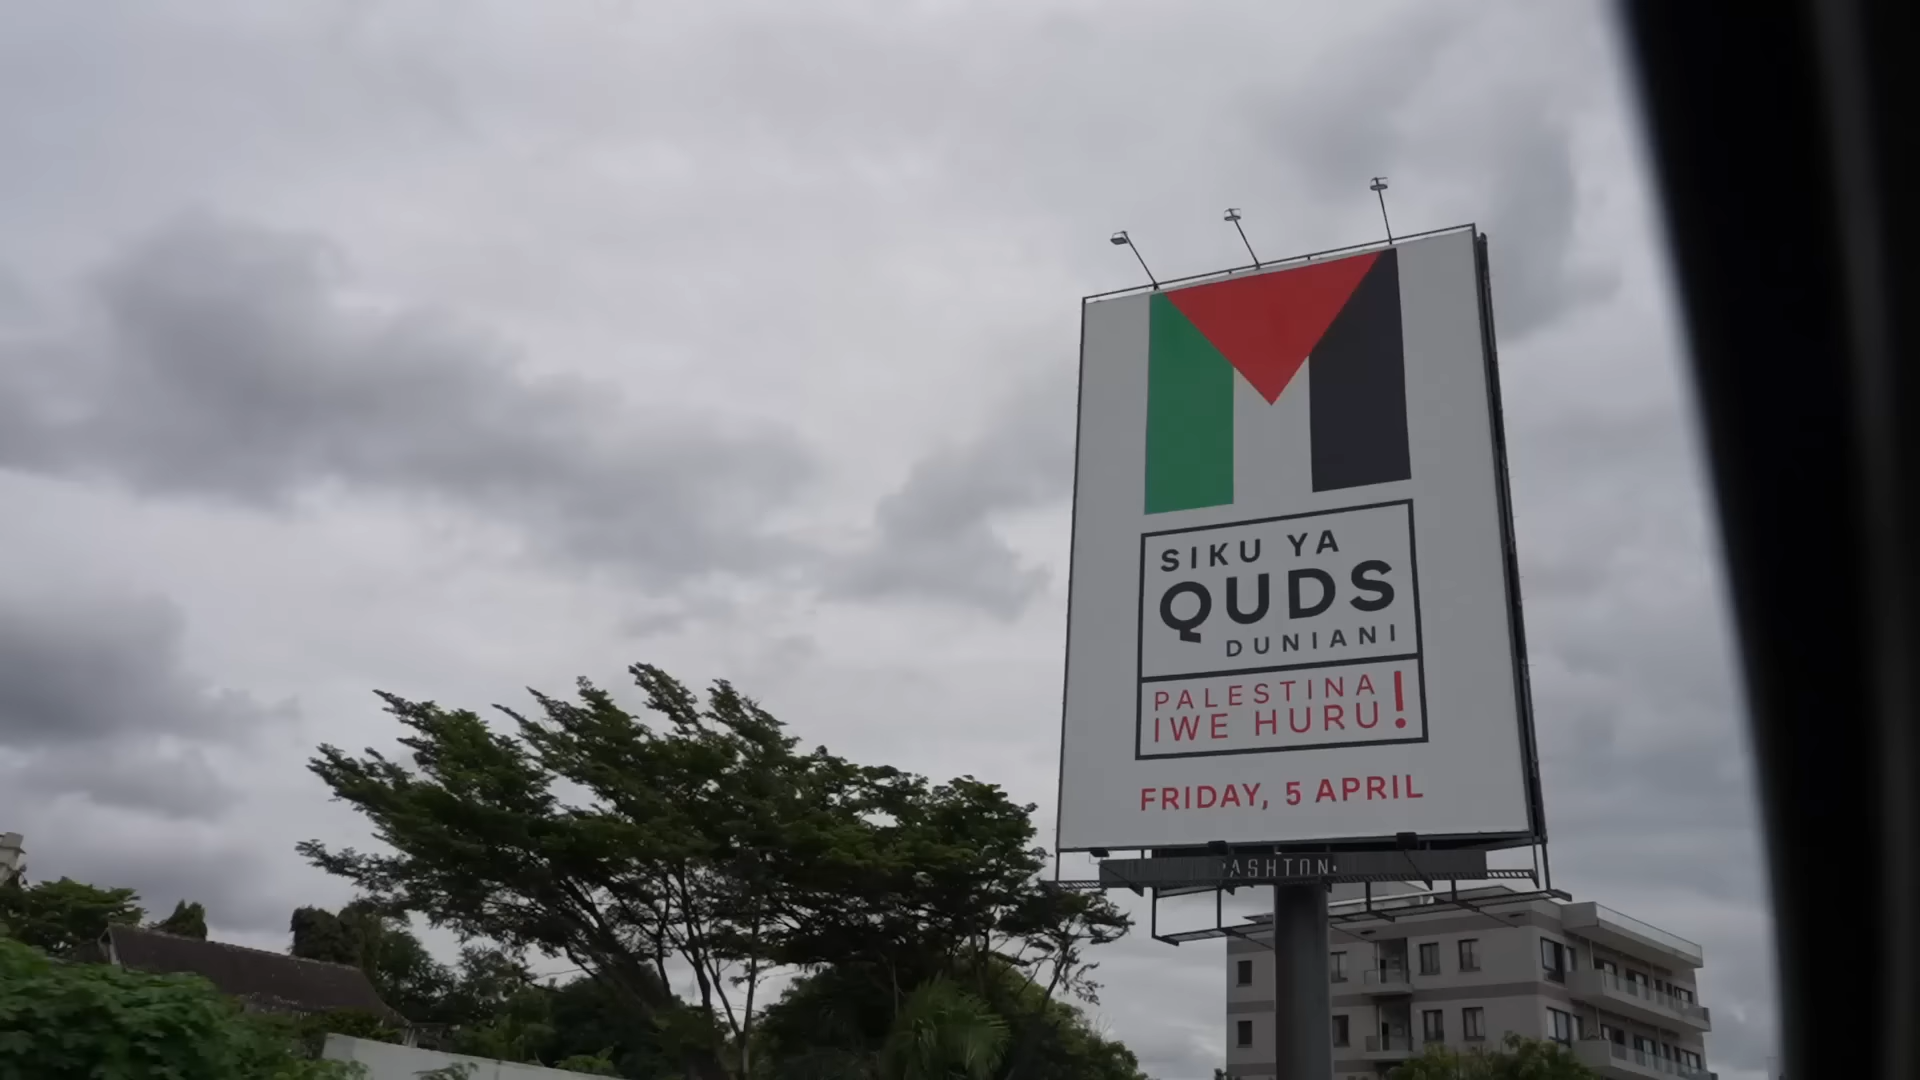 SIKU YA
QUDS
DUNIANI
PALESTINA
IWE HURU!
FRIDAY, 5 APRIL
ASHTON